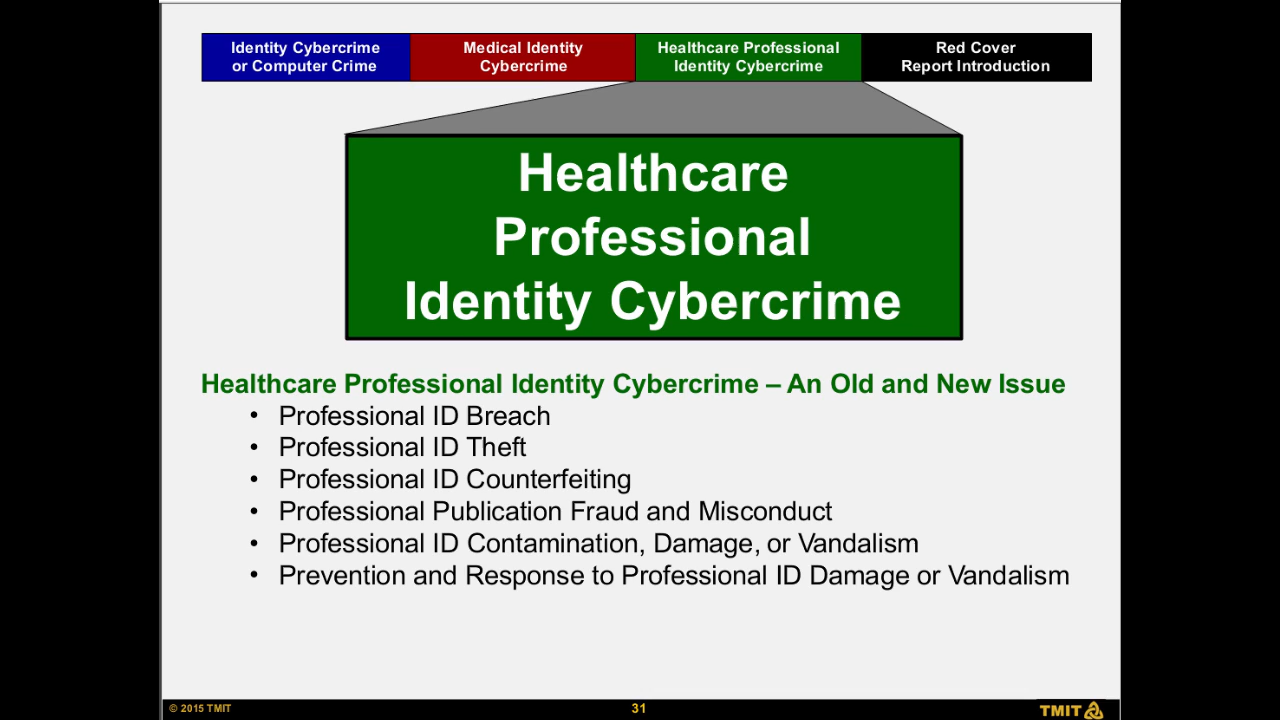 Identity Cybercrime
or Computer Crime
Medical Identity
Cybercrime
Healthcare Professional
Identity Cybercrime
Red Cover
Report Introduction
Healthcare
Professional
Identity Cybercrime
Healthcare Professional Identity Cybercrime – An Old and New Issue
• Professional ID Breach
• Professional ID Theft
• Professional ID Counterfeiting
• Professional Publication Fraud and Misconduct
• Professional ID Contamination, Damage, or Vandalism
• Prevention and Response to Professional ID Damage or Vandalism
© 2015 TMIT
31
TMIT